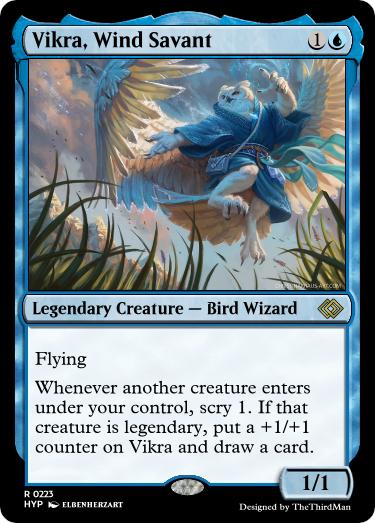 Vikra, Wind Savant 1
Legendary Creature — Bird Wizard
Flying
Whenever another creature enters
under your control, scry 1. If that
creature is legendary, put a +1/+1
counter on Vikra and draw a card.
1/1
R 0223
HYP ELBENHERZART
Designed by TheThirdMan